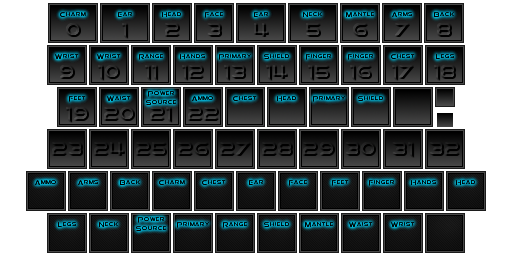 Charm Ear Head Face Ear Neck Mantle Arms Back
0 1 2 3 4 5 6 7 8
Wrist Wrist Range Hands Primary Shield Finger Finger Chest Legs
9 10 11 12 13 14 15 16 17 18
Feet Waist Power Source Ammo Chest Head Primary Shield
19 20 21 22
23 24 25 26 27 28 29 30 31 32
Ammo Arms Back Charm Chest Ear Face Feet Finger Hands Head
Legs Neck Power Source Primary Range Shield Mantle Waist Wrist